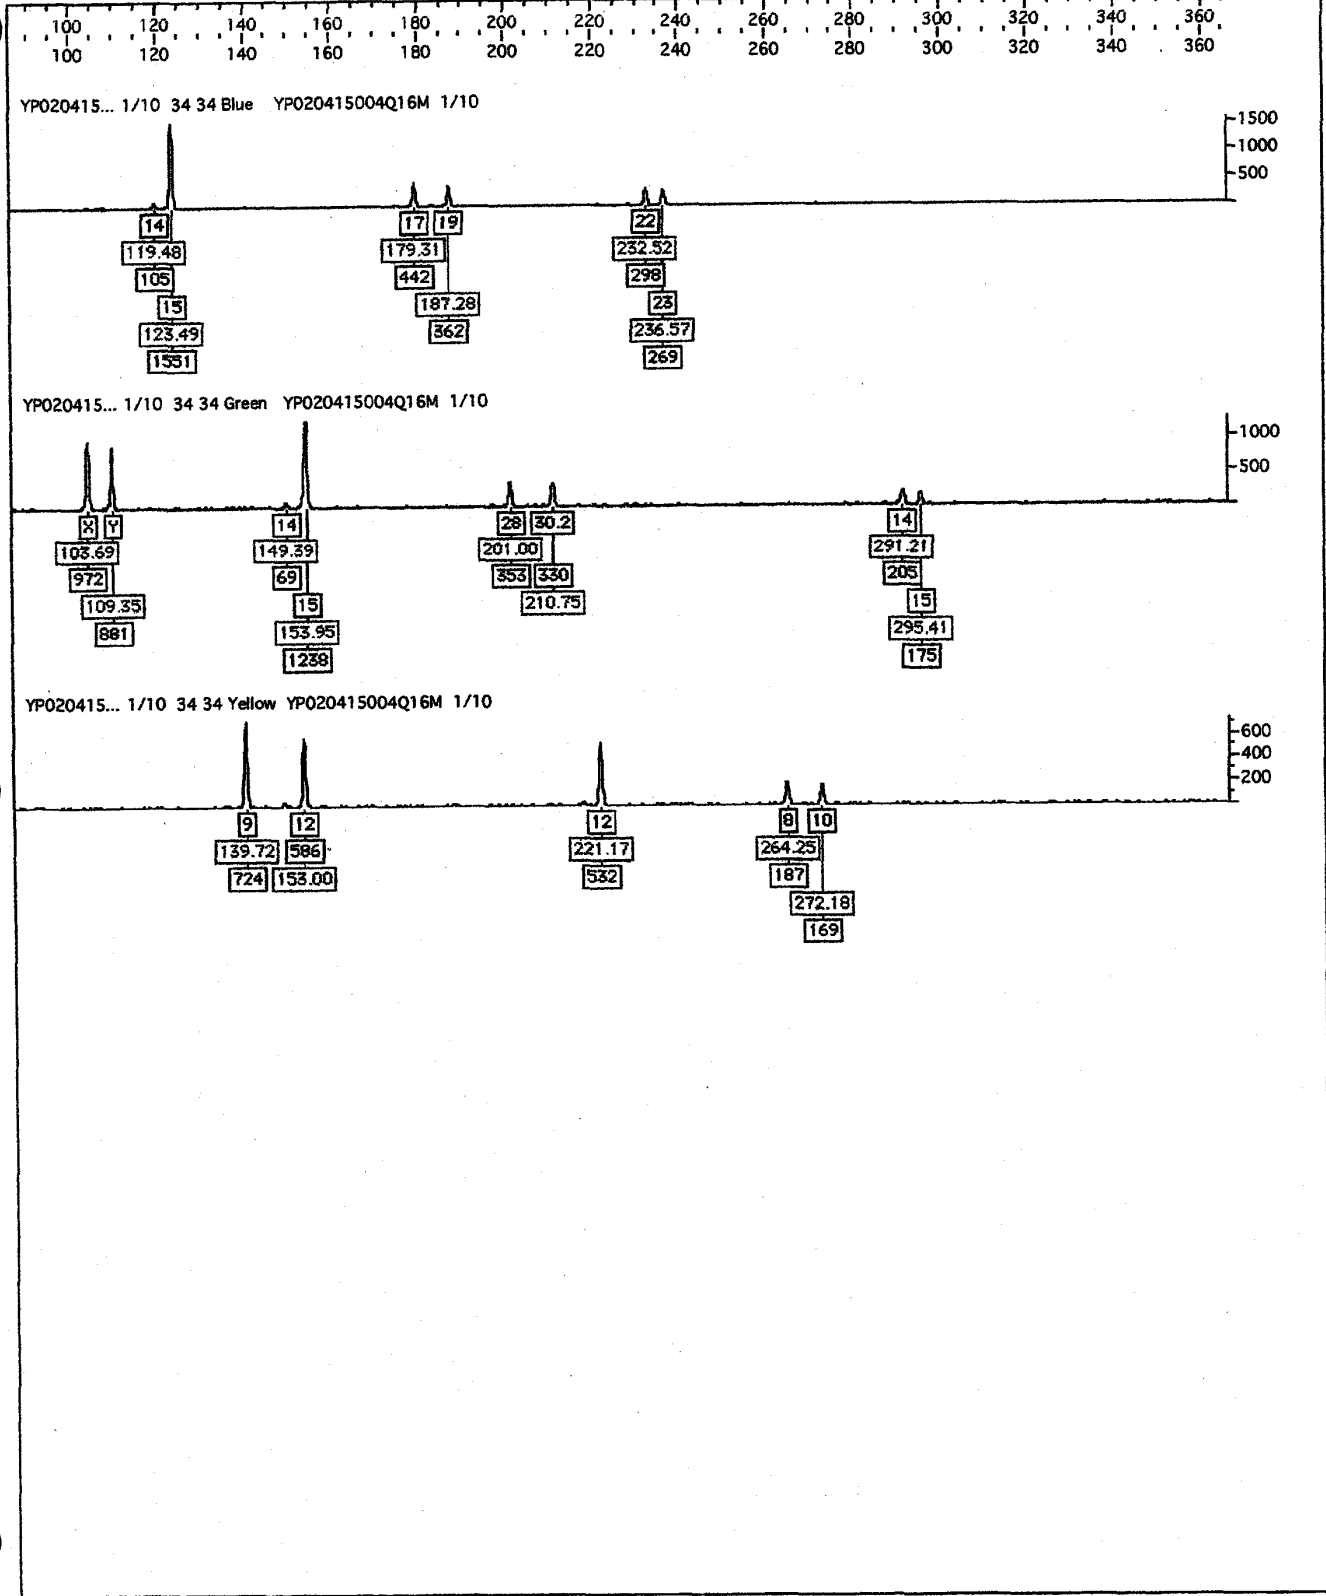 100 120 140 160 180 200 220 240 260 280 300 320 340 360
100 120 140 160 180 200 220 240 260 280 300 320 340 360
YP020415... 1/10 34 34 Blue YP020415004Q16M 1/10
1500
1000
500
14 17 19 22
119.48 179.31 232.52
105 442 298
15 187.28 23
123.49 362 236.57
1551 269
YP020415... 1/10 34 34 Green YP020415004Q16M 1/10
1000
500
X Y 14 28 30.2 14
103.69 149.39 201.00 291.21
972 69 353 330 205
109.35 15 210.75 15
881 153.95 295.41
1238 175
YP020415... 1/10 34 34 Yellow YP020415004Q16M 1/10
600
400
200
9 12 12 8 10
139.72 586 221.17 264.25
724 153.00 532 187
272.18
169